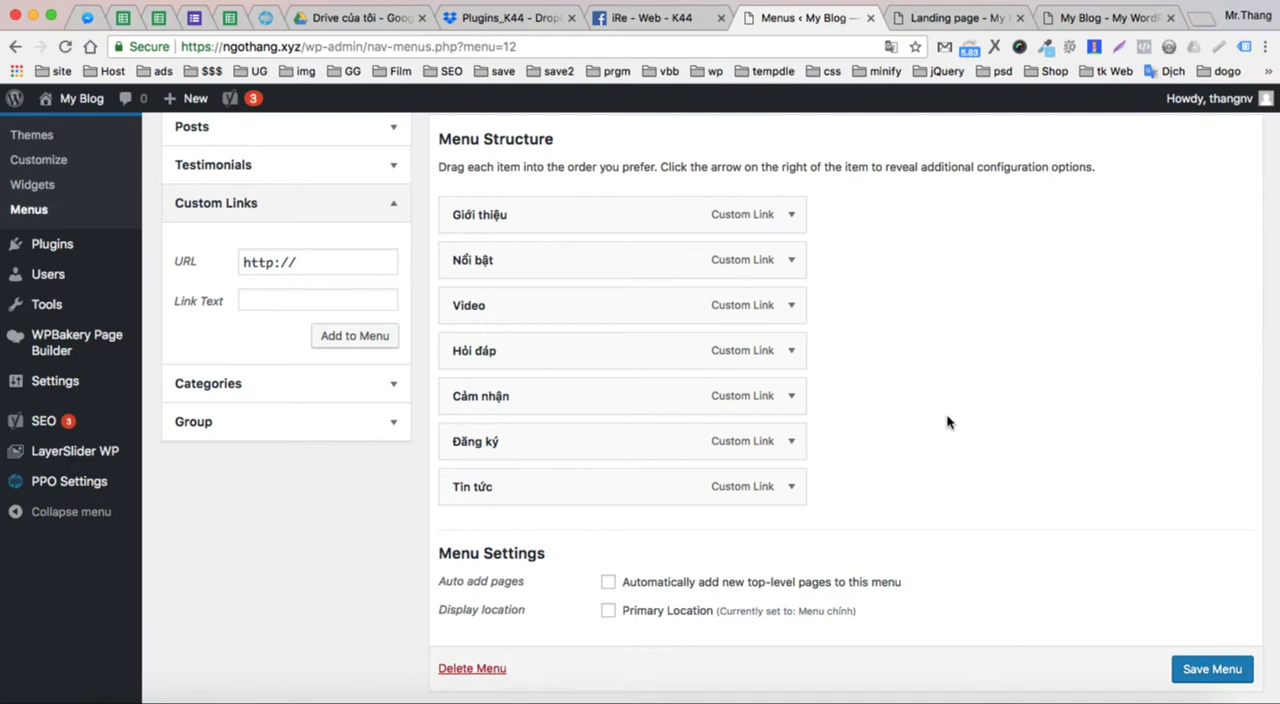 Drive của tôi - Goog
Plugins_K44 - Drop
iRe - Web - K44
Menus ‹ My Blog —
Landing page - My
My Blog - My WordP
Mr.Thang
Secure https://ngothang.xyz/wp-admin/nav-menus.php?menu=12
5.83
site Host ads $$$ UG img GG Film SEO save save2 prgm vbb wp tempdle css minify jQuery psd Shop tk Web Dịch dogo »
My Blog 0 New 3 Howdy, thangnv
Themes
Customize
Widgets
Menus
Plugins
Users
Tools
WPBakery Page
Builder
Settings
SEO 3
LayerSlider WP
PPO Settings
Collapse menu
Posts
Testimonials
Custom Links
URL http://
Link Text
Add to Menu
Categories
Group
Menu Structure
Drag each item into the order you prefer. Click the arrow on the right of the item to reveal additional configuration options.
Giới thiệu Custom Link
Nổi bật Custom Link
Video Custom Link
Hỏi đáp Custom Link
Cảm nhận Custom Link
Đăng ký Custom Link
Tin tức Custom Link
Menu Settings
Auto add pages Automatically add new top-level pages to this menu
Display location Primary Location (Currently set to: Menu chính)
Delete Menu Save Menu